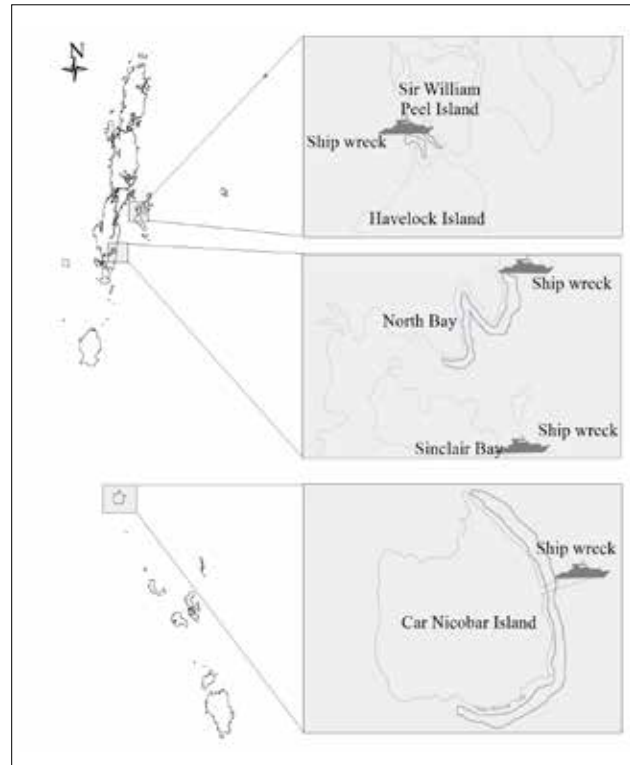 N
Sir William
Peel Island
Ship wreck
Havelock Island
Ship wreck
North Bay
Ship wreck
Sinclair Bay
Ship wreck
Car Nicobar Island